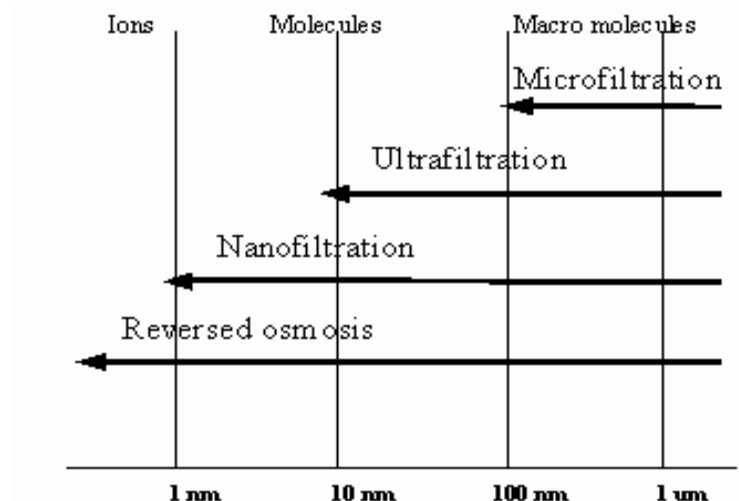 Ions Molecules Macro molecules
Microfiltration
Ultrafiltration
Nanofiltration
Reversed osmosis
1 nm 10 nm 100 nm 1 um